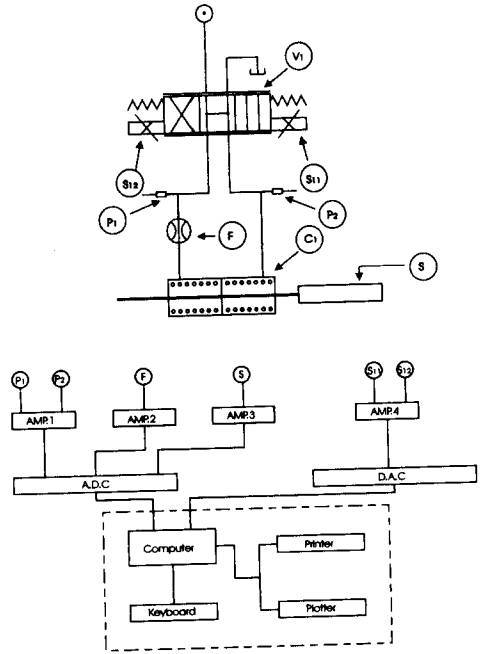 V1
S12
S11
P1
P2
F
C1
S
P1 P2 F S S11 S12
AMP.1 AMP.2 AMP.3 AMP.4
A.D.C D.A.C
Computer Printer
Keyboard Plotter